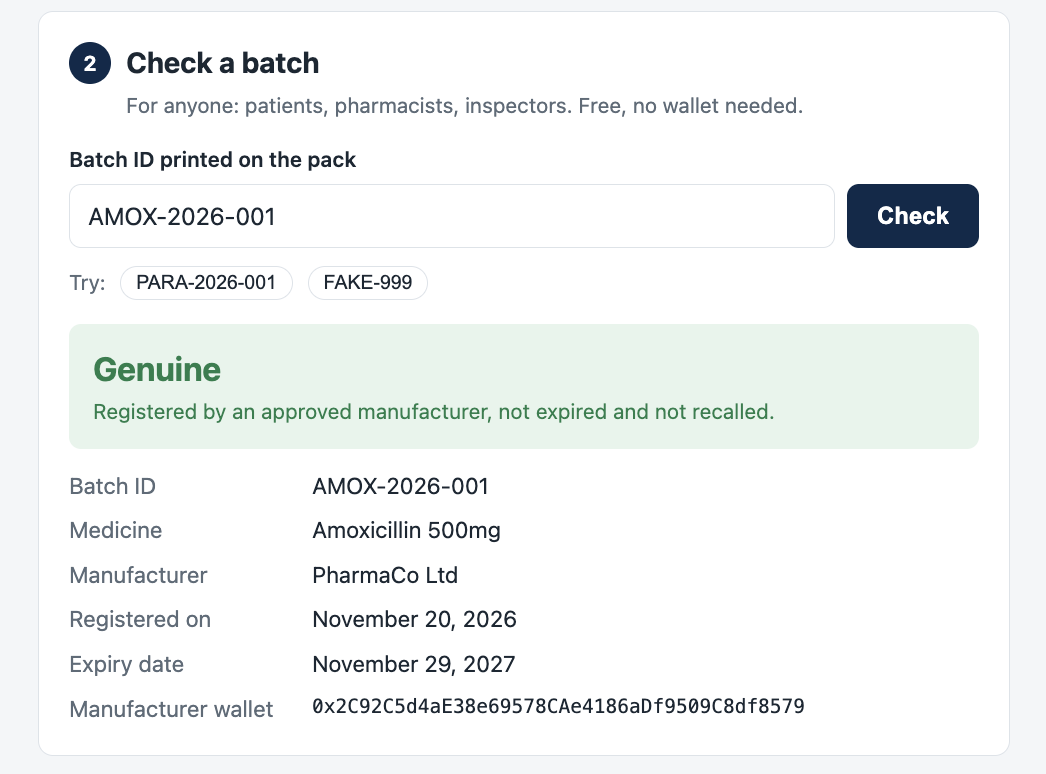 2
Check a batch
For anyone: patients, pharmacists, inspectors. Free, no wallet needed.
Batch ID printed on the pack
AMOX-2026-001
Check
Try: PARA-2026-001 FAKE-999
Genuine
Registered by an approved manufacturer, not expired and not recalled.
Batch ID AMOX-2026-001
Medicine Amoxicillin 500mg
Manufacturer PharmaCo Ltd
Registered on November 20, 2026
Expiry date November 29, 2027
Manufacturer wallet 0x2C92C5d4aE38e69578CAe4186aDf9509C8df8579